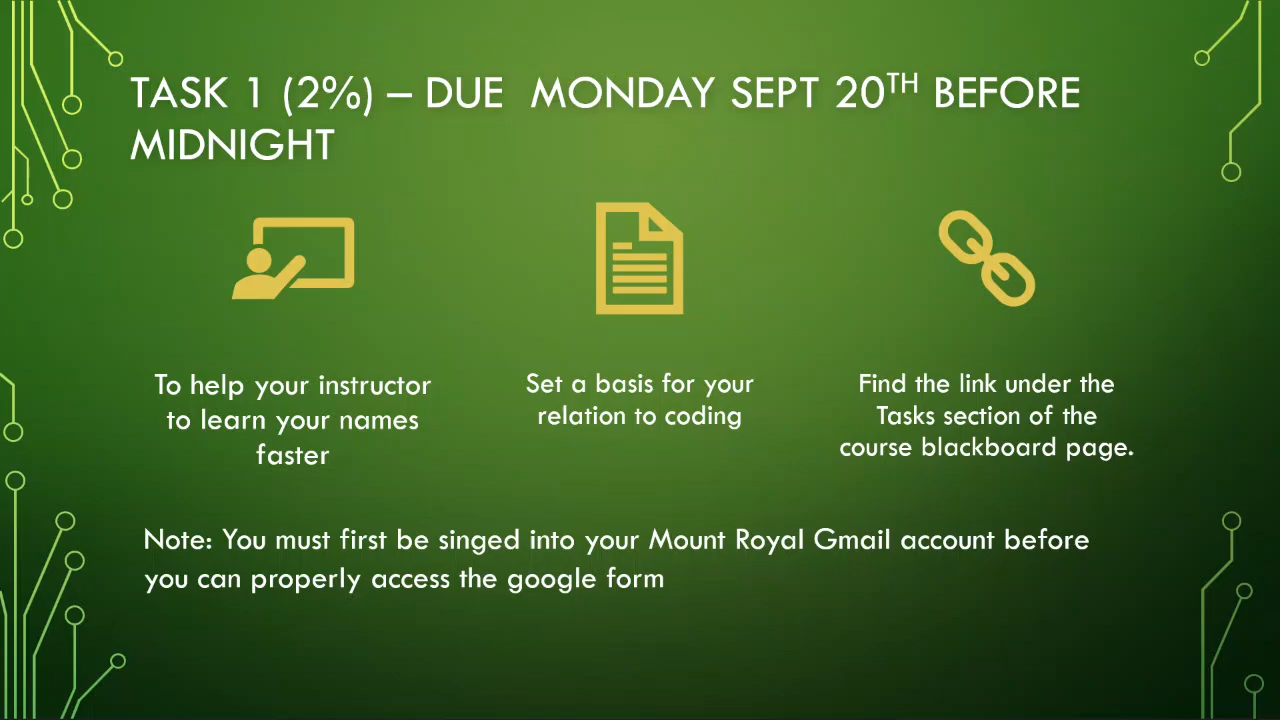 TASK 1 (2%) – DUE  MONDAY SEPT 20TH BEFORE
MIDNIGHT
To help your instructor
to learn your names
faster
Set a basis for your
relation to coding
Find the link under the
Tasks section of the
course blackboard page.
Note: You must first be singed into your Mount Royal Gmail account before
you can properly access the google form